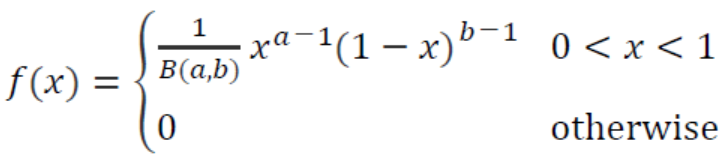 f(x) = { 1/B(a,b) x^{a−1}(1 − x)^{b−1} 0 < x < 1
0 otherwise